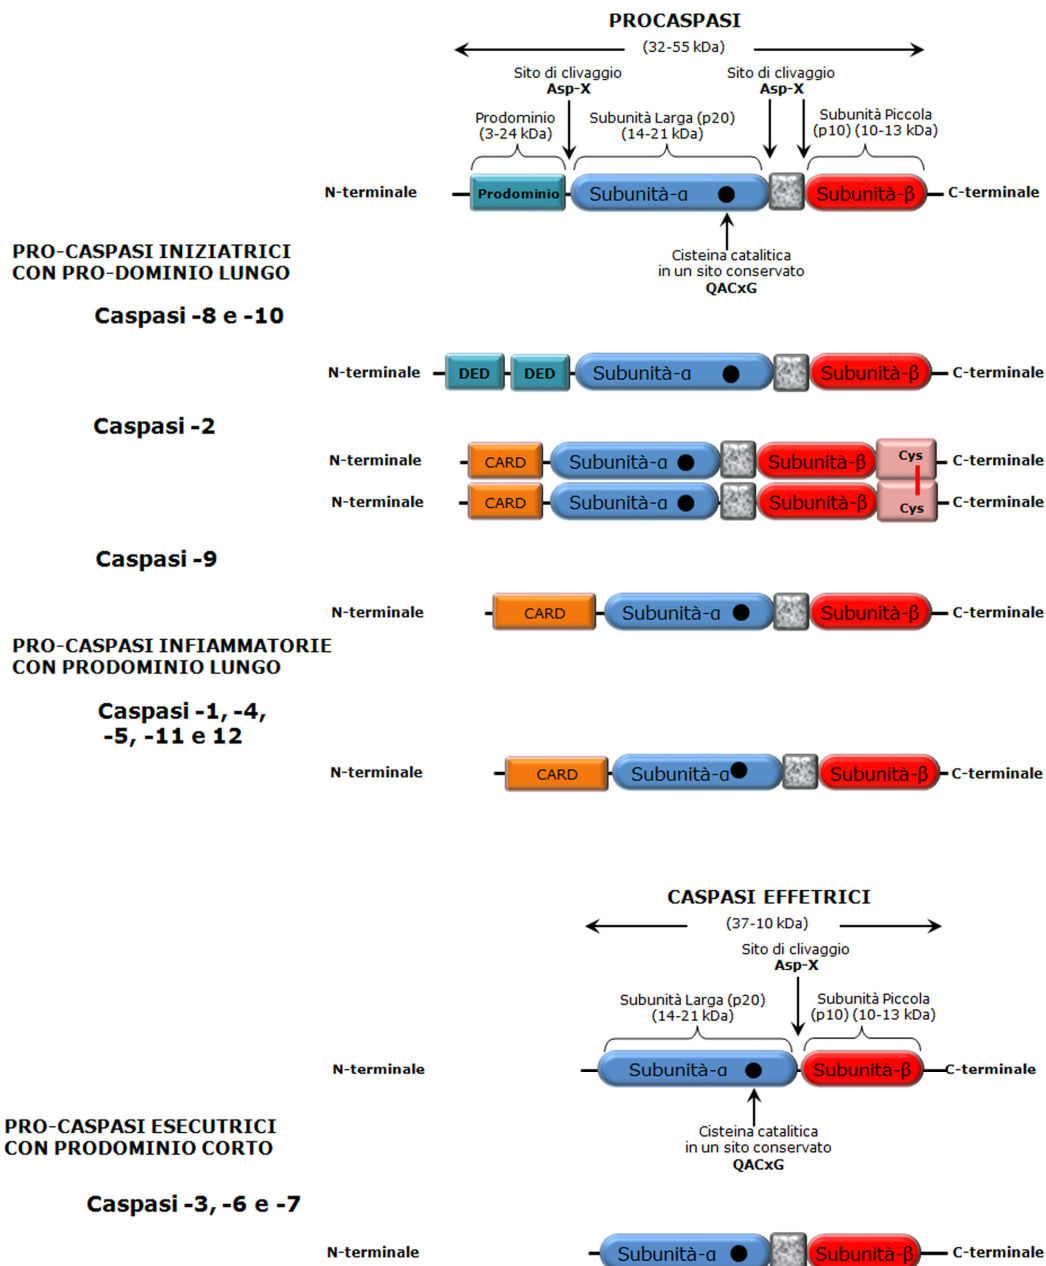 PROCASPASI
(32-55 kDa)
Sito di clivaggio
Asp-X
Sito di clivaggio
Asp-X
Prodominio
(3-24 kDa)
Subunità Larga (p20)
(14-21 kDa)
Subunità Piccola
(p10) (10-13 kDa)
N-terminale
Prodominio
Subunità-α
Subunità-β
C-terminale
Cisteina catalitica
in un sito conservato
QACxG
PRO-CASPASI INIZIATRICI
CON PRO-DOMINIO LUNGO
Caspasi -8 e -10
N-terminale
DED
DED
Subunità-α
Subunità-β
C-terminale
Caspasi -2
N-terminale
CARD
Subunità-α
Subunità-β
Cys
C-terminale
N-terminale
CARD
Subunità-α
Subunità-β
Cys
C-terminale
Caspasi -9
N-terminale
CARD
Subunità-α
Subunità-β
C-terminale
PRO-CASPASI INFIAMMATORIE
CON PRODOMINIO LUNGO
Caspasi -1, -4,
-5, -11 e 12
N-terminale
CARD
Subunità-α
Subunità-β
C-terminale
CASPASI EFFETRICI
(37-10 kDa)
Sito di clivaggio
Asp-X
Subunità Larga (p20)
(14-21 kDa)
Subunità Piccola
(p10) (10-13 kDa)
N-terminale
Subunità-α
Subunità-β
C-terminale
Cisteina catalitica
in un sito conservato
QACxG
PRO-CASPASI ESECUTRICI
CON PRODOMINIO CORTO
Caspasi -3, -6 e -7
N-terminale
Subunità-α
Subunità-β
C-terminale